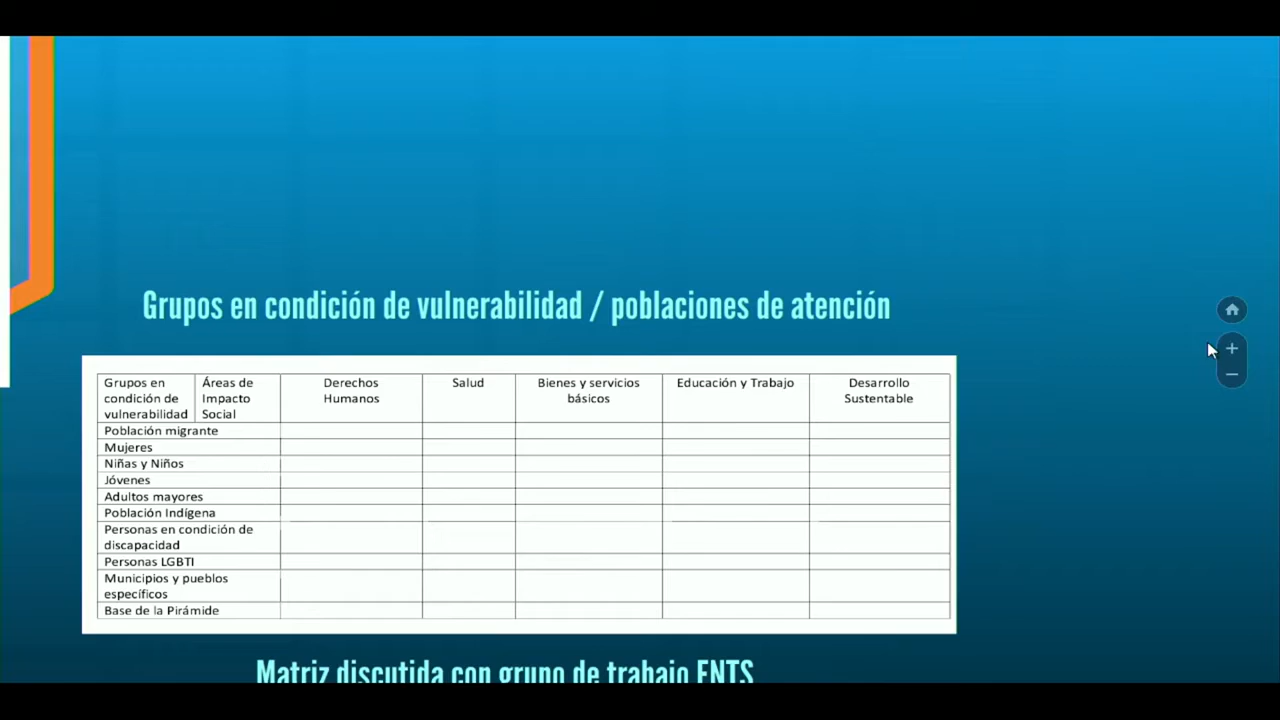 Grupos en condición de vulnerabilidad / poblaciones de atención
Grupos en condición de vulnerabilidad Áreas de Impacto Social Derechos Humanos Salud Bienes y servicios básicos Educación y Trabajo Desarrollo Sustentable
Población migrante
Mujeres
Niñas y Niños
Jóvenes
Adultos mayores
Población Indígena
Personas en condición de
discapacidad
Personas LGBTI
Municipios y pueblos
específicos
Base de la Pirámide
Matriz discutida con grupo de trabajo ENTS